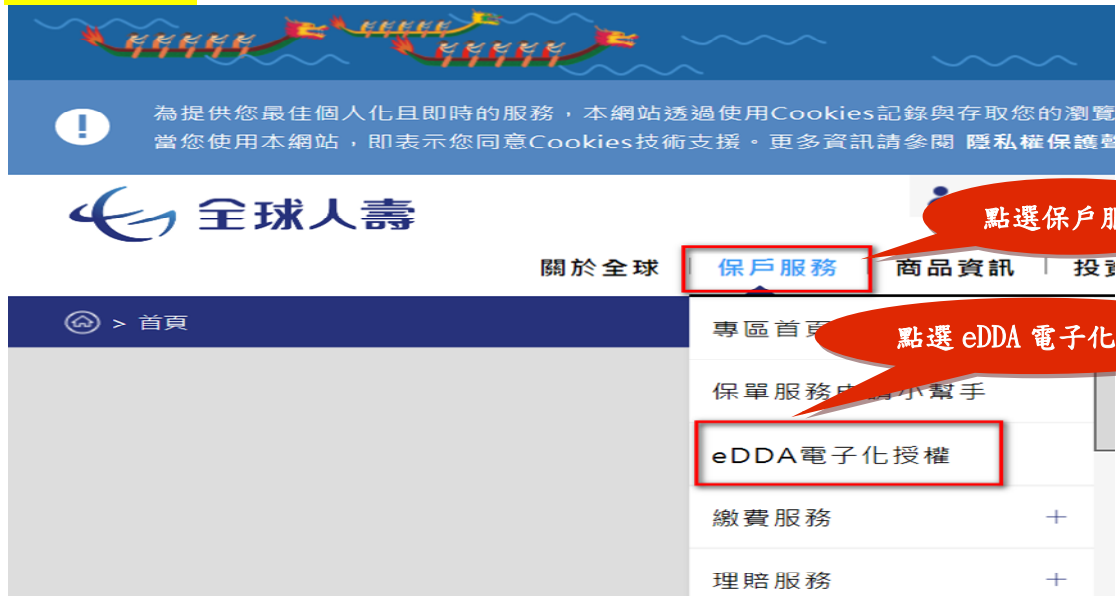 為提供您最佳個人化且即時的服務，本網站透過使用Cookies記錄與存取您的瀏覽
當您使用本網站，即表示您同意Cookies技術支援。更多資訊請參閱 隱私權保護聲
全球人壽
點選保戶服
關於全球 保戶服務 商品資訊 投資
> 首頁
專區首頁
點選 eDDA 電子化
保單服務申請小幫手
eDDA電子化授權
繳費服務 +
理賠服務 +